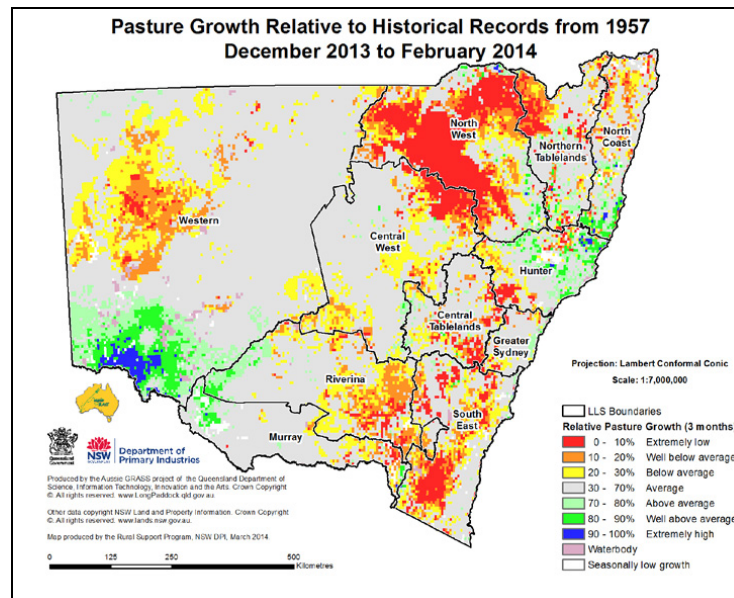 Pasture Growth Relative to Historical Records from 1957
December 2013 to February 2014
North
West
Northern
Tablelands
North
Coast
Western
Central
West
Hunter
Central
Tablelands
Greater
Sydney
Riverina
South
East
Murray
Projection: Lambert Conformal Conic
Scale: 1:7,000,000
LLS Boundaries
Relative Pasture Growth (3 months)
0 - 10% Extremely low
10 - 20% Well below average
20 - 30% Below average
30 - 70% Average
70 - 80% Above average
80 - 90% Well above average
90 - 100% Extremely high
Waterbody
Seasonally low growth
Queensland
Government
NSW
Department of
Primary Industries
Produced by the Aussie GRASS project of the Queensland Department of
Science, Information Technology, Innovation and the Arts. Crown Copyright
©. All rights reserved. www.LongPaddock.qld.gov.au.
Other data copyright NSW Land and Property Information. Crown Copyright
©. All rights reserved. www.lands.nsw.gov.au.
Map produced by the Rural Support Program, NSW DPI, March 2014.
0 250 500
Kilometres